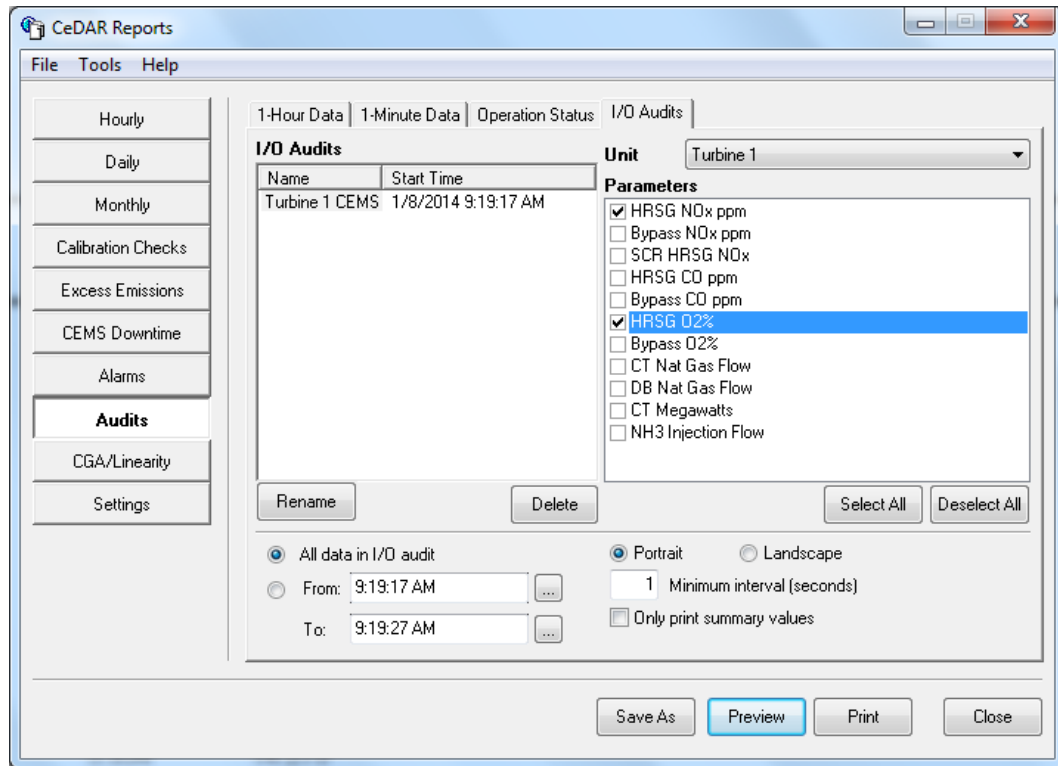 CeDAR Reports
File Tools Help
Hourly
Daily
Monthly
Calibration Checks
Excess Emissions
CEMS Downtime
Alarms
Audits
CGA/Linearity
Settings
1-Hour Data 1-Minute Data Operation Status I/O Audits
I/O Audits
Name Start Time
Turbine 1 CEMS 1/8/2014 9:19:17 AM
Rename Delete
Unit Turbine 1
Parameters
HRSG NOx ppm
Bypass NOx ppm
SCR HRSG NOx
HRSG CO ppm
Bypass CO ppm
HRSG O2%
Bypass O2%
CT Nat Gas Flow
DB Nat Gas Flow
CT Megawatts
NH3 Injection Flow
Select All Deselect All
All data in I/O audit
From: 9:19:17 AM ...
To: 9:19:27 AM ...
Portrait Landscape
1 Minimum interval (seconds)
Only print summary values
Save As Preview Print Close